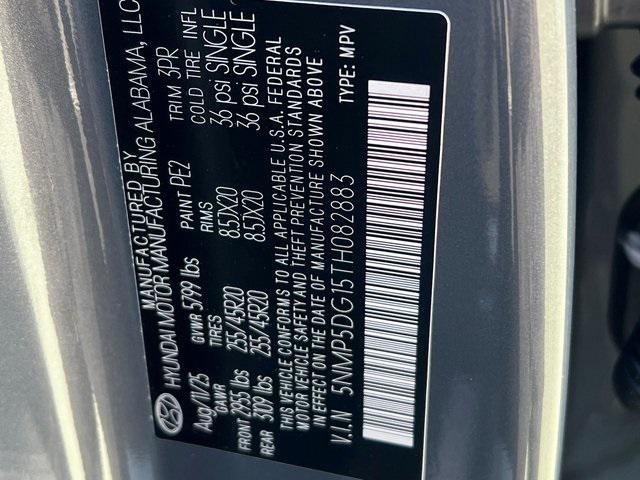 MANUFACTURED BY
HYUNDAI MOTOR MANUFACTURING ALABAMA, LLC
Aug/11/25 GVWR 5799 lbs PAINT PE2 TRIM 3PR
GAWR TIRES RIMS COLD TIRE INFL
FRONT 2955 lbs 255/45R20 8.5JX20 36 psi SINGLE
REAR 3109 lbs 255/45R20 8.5JX20 36 psi SINGLE
THIS VEHICLE CONFORMS TO ALL APPLICABLE U.S.A. FEDERAL
MOTOR VEHICLE SAFETY AND THEFT PREVENTION STANDARDS
IN EFFECT ON THE DATE OF MANUFACTURE SHOWN ABOVE
V.I.N 5NMP5DG15TH082883 TYPE: MPV